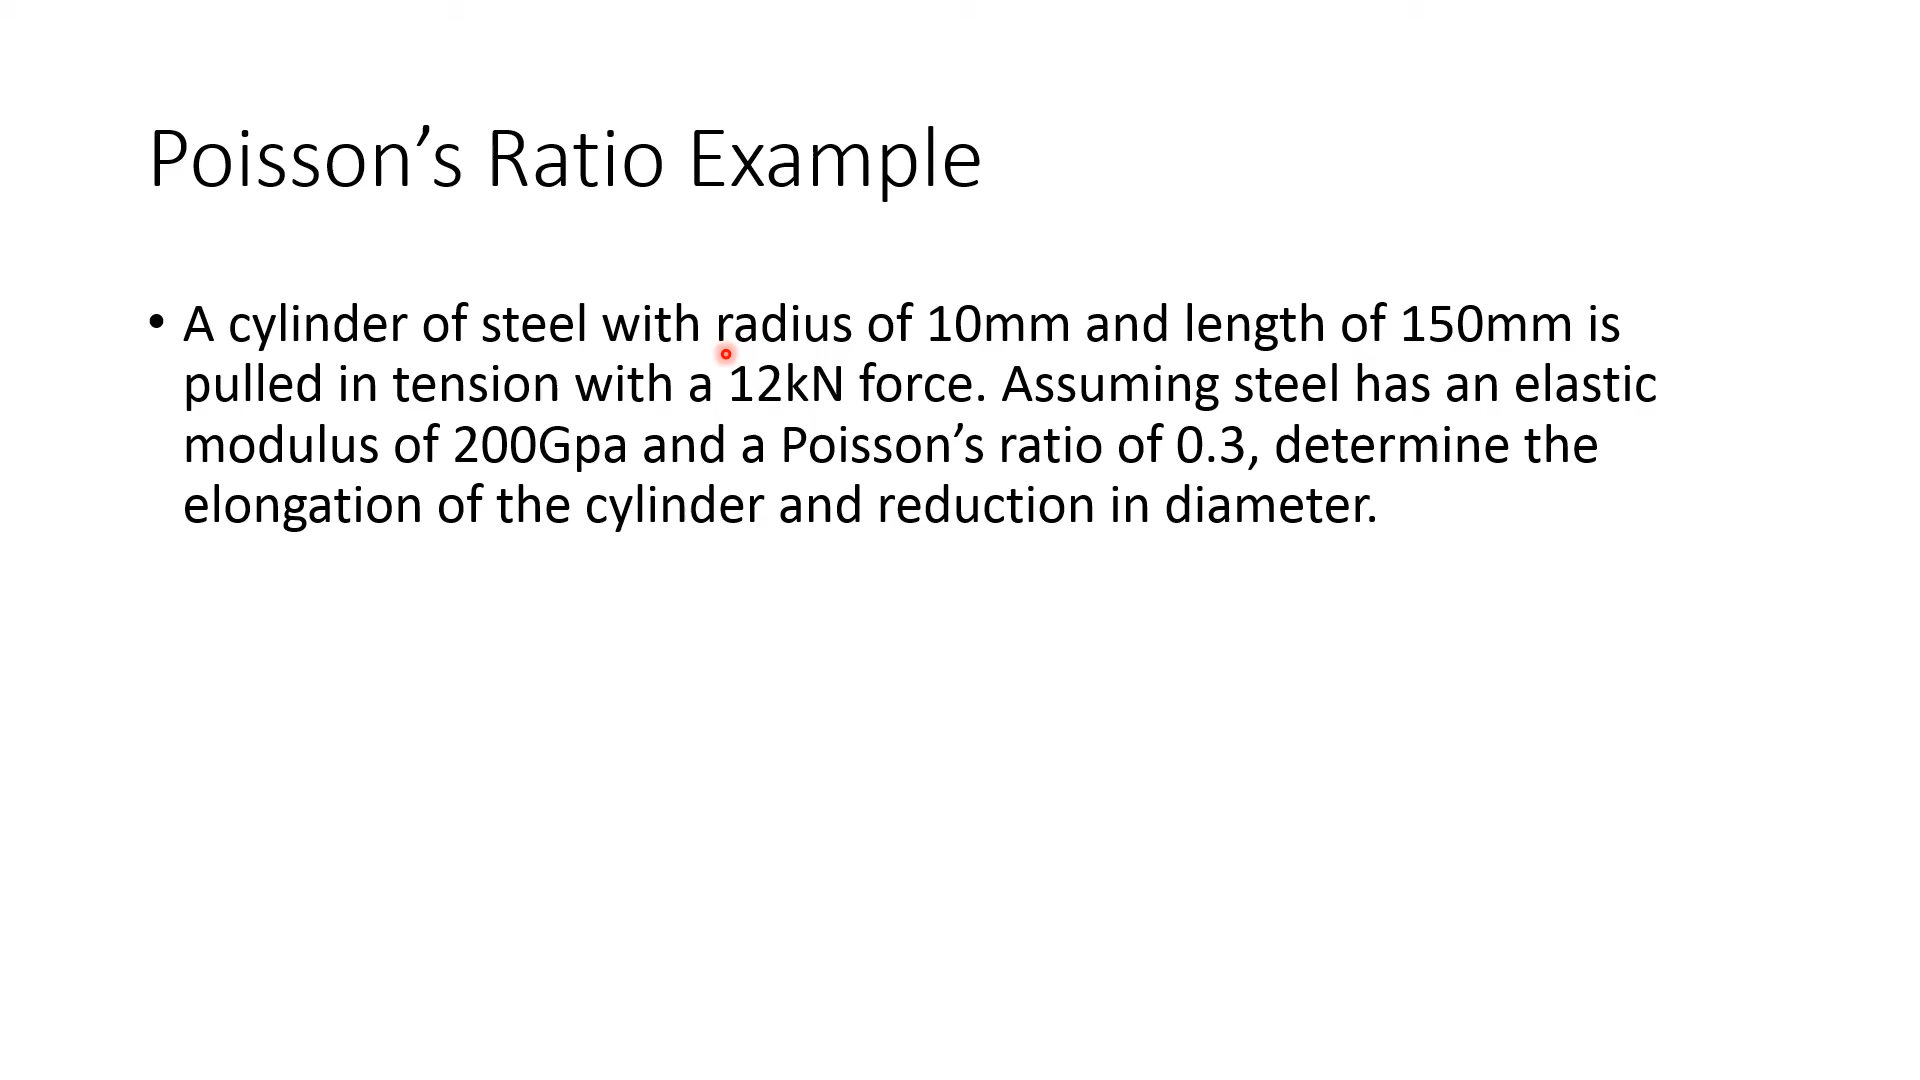 Poisson’s Ratio Example
• A cylinder of steel with radius of 10mm and length of 150mm is
pulled in tension with a 12kN force. Assuming steel has an elastic
modulus of 200Gpa and a Poisson’s ratio of 0.3, determine the
elongation of the cylinder and reduction in diameter.